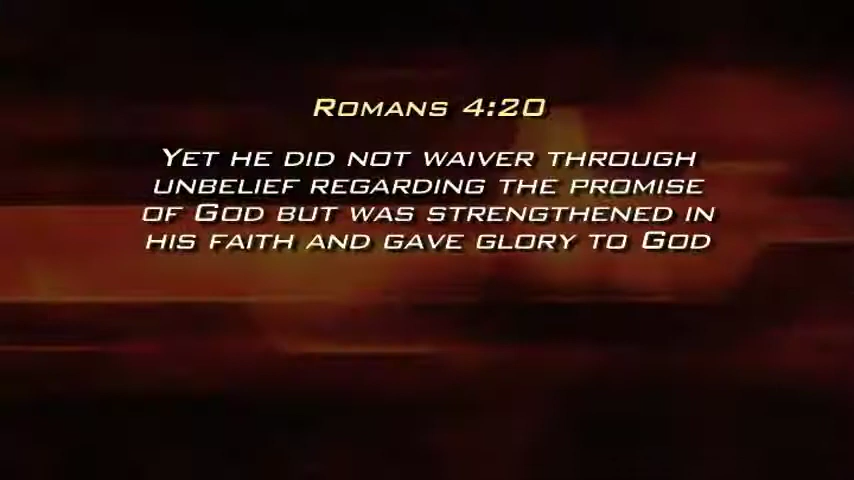 Romans 4:20
Yet he did not waiver through
unbelief regarding the promise
of God but was strengthened in
his faith and gave glory to God